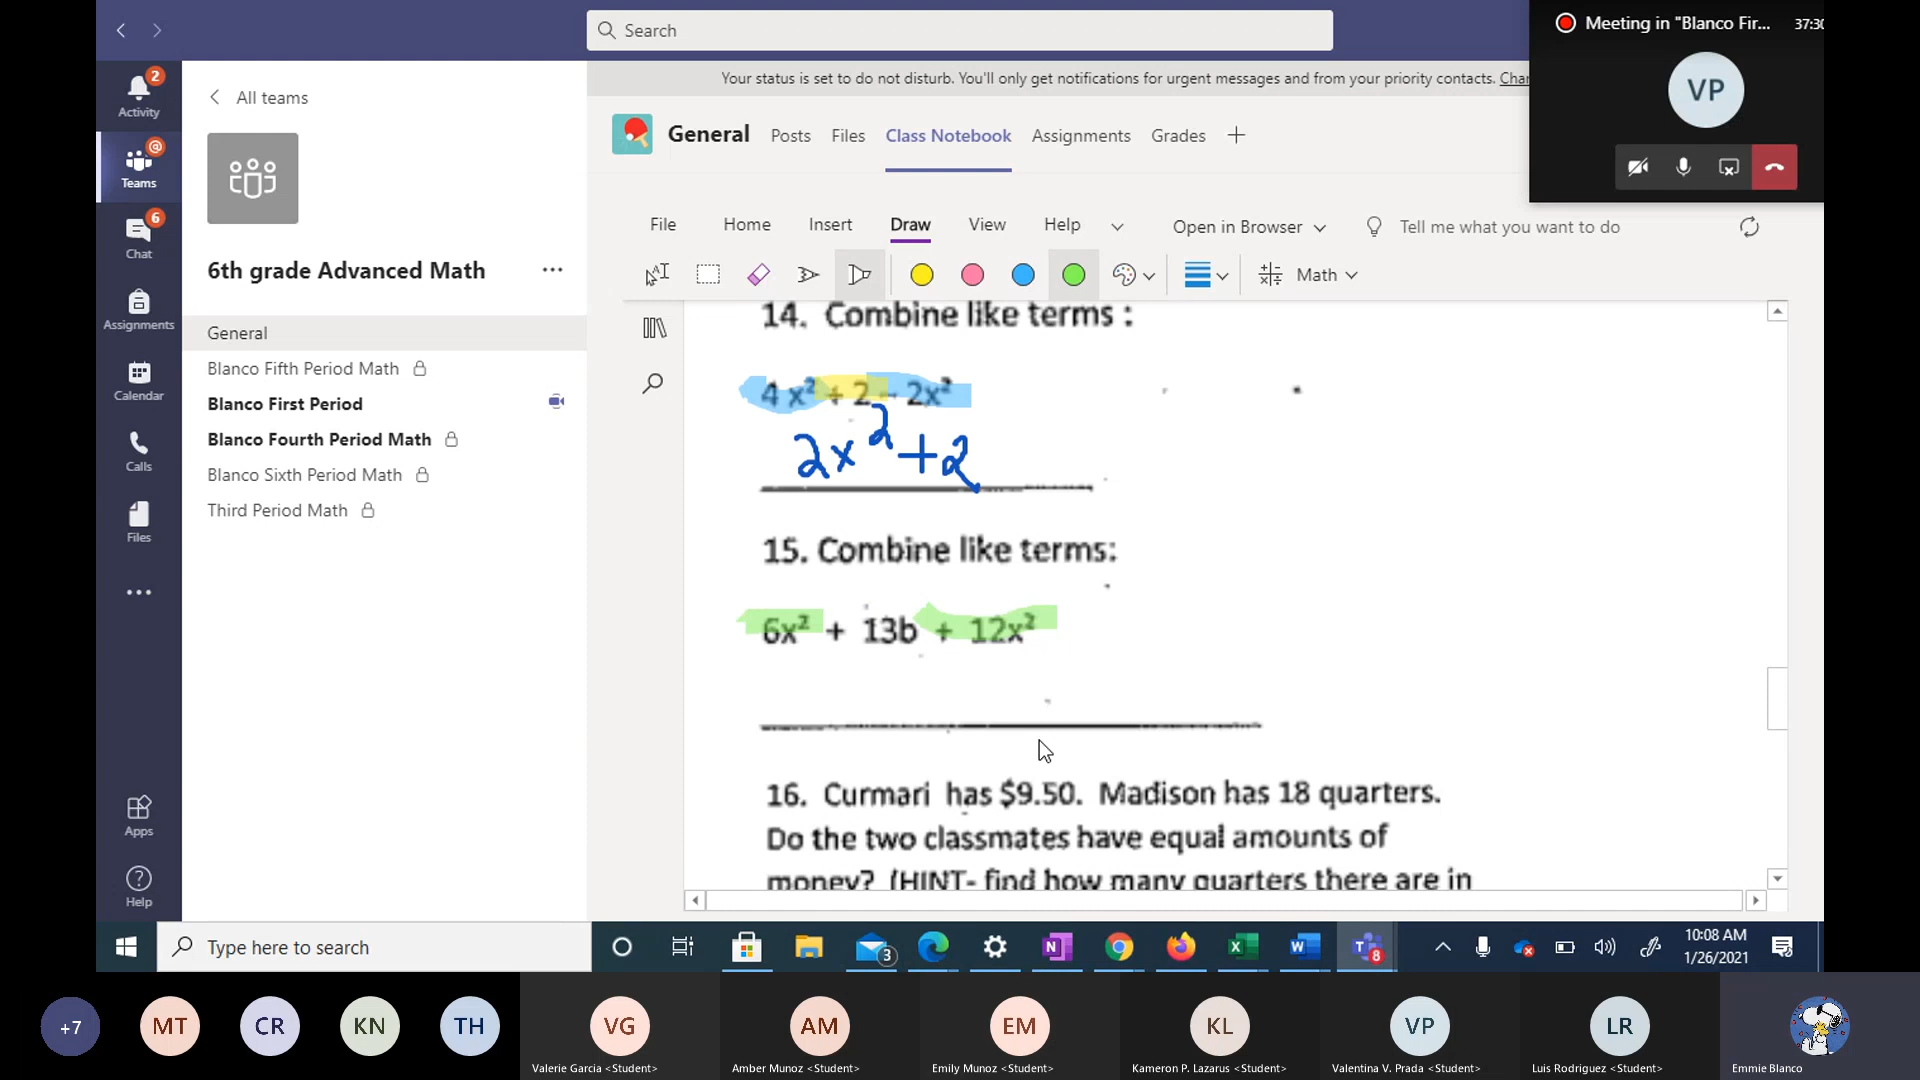 Search
Meeting in "Blanco Fir... 37:30
VP
Your status is set to do not disturb. You'll only get notifications for urgent messages and from your priority contacts.
2
Activity
@
Teams
6
Chat
Assignments
Calendar
Calls
Files
Apps
Help
All teams
6th grade Advanced Math
General
Blanco Fifth Period Math
Blanco First Period
Blanco Fourth Period Math
Blanco Sixth Period Math
Third Period Math
General Posts Files Class Notebook Assignments Grades
File Home Insert Draw View Help Open in Browser Tell me what you want to do
Math
14. Combine like terms :
4x² + 2 - 2x²
2x² + 2
15. Combine like terms:
6x² + 13b + 12x²
16. Curmari has $9.50. Madison has 18 quarters.
Do the two classmates have equal amounts of
money? (HINT- find how many quarters there are in
Type here to search
3
8
10:08 AM
1/26/2021
+7 MT CR KN TH VG AM EM KL VP LR
Valerie Garcia <Student> Amber Munoz <Student> Emily Munoz <Student> Kameron P. Lazarus <Student> Valentina V. Prada <Student> Luis Rodriguez <Student> Emmie Blanco